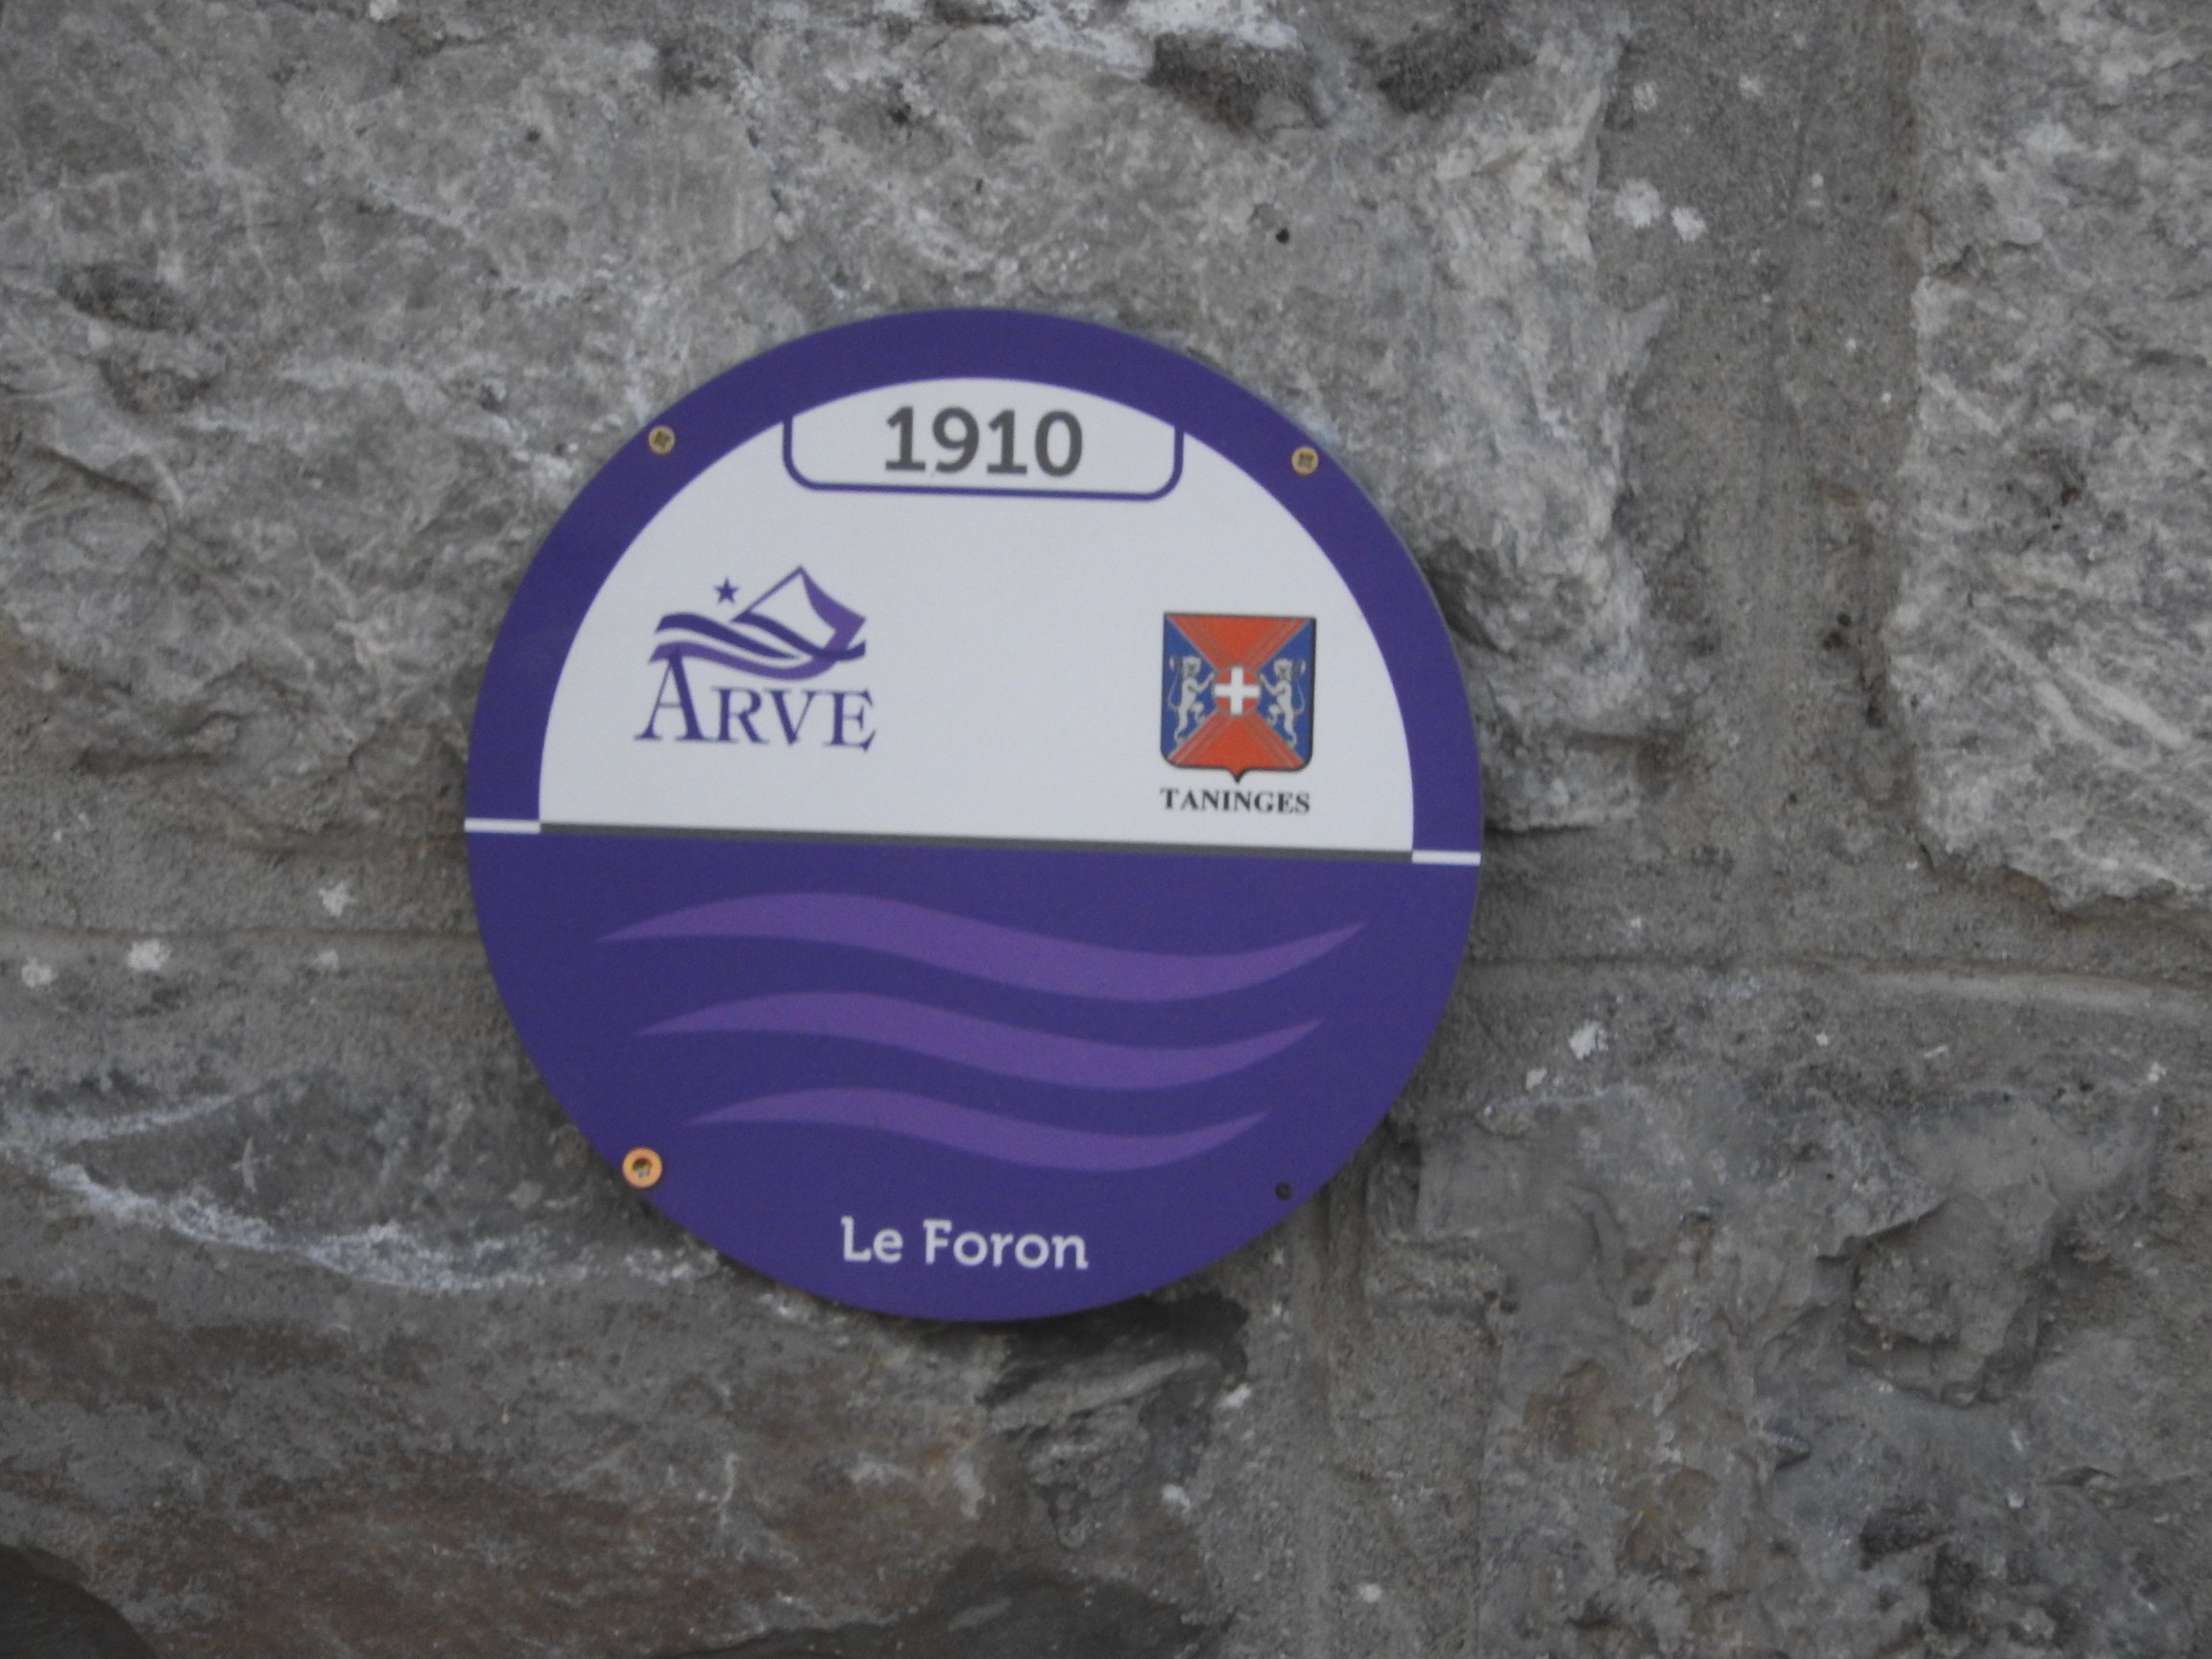 1910
ARVE
TANINGES
Le Foron